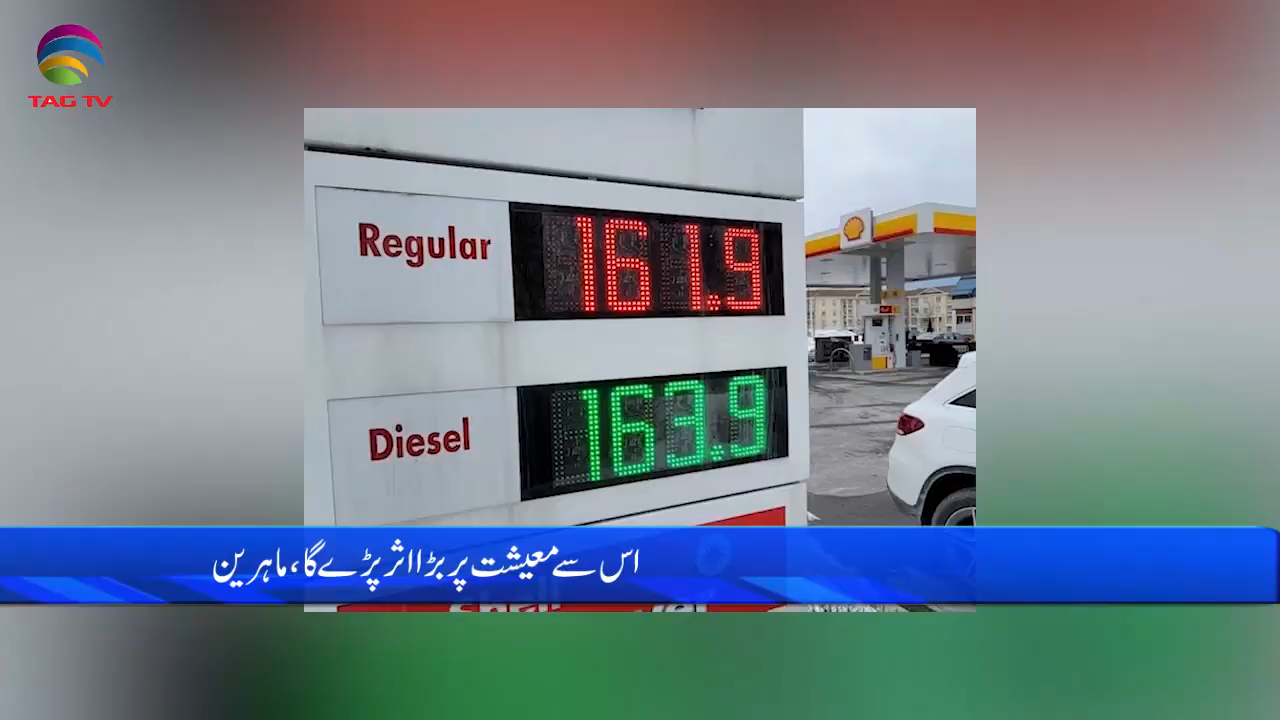 TAG TV
Regular 161.9
Diesel 163.9
اس سے معیشت پر بڑا اثر پڑے گا، ماہرین